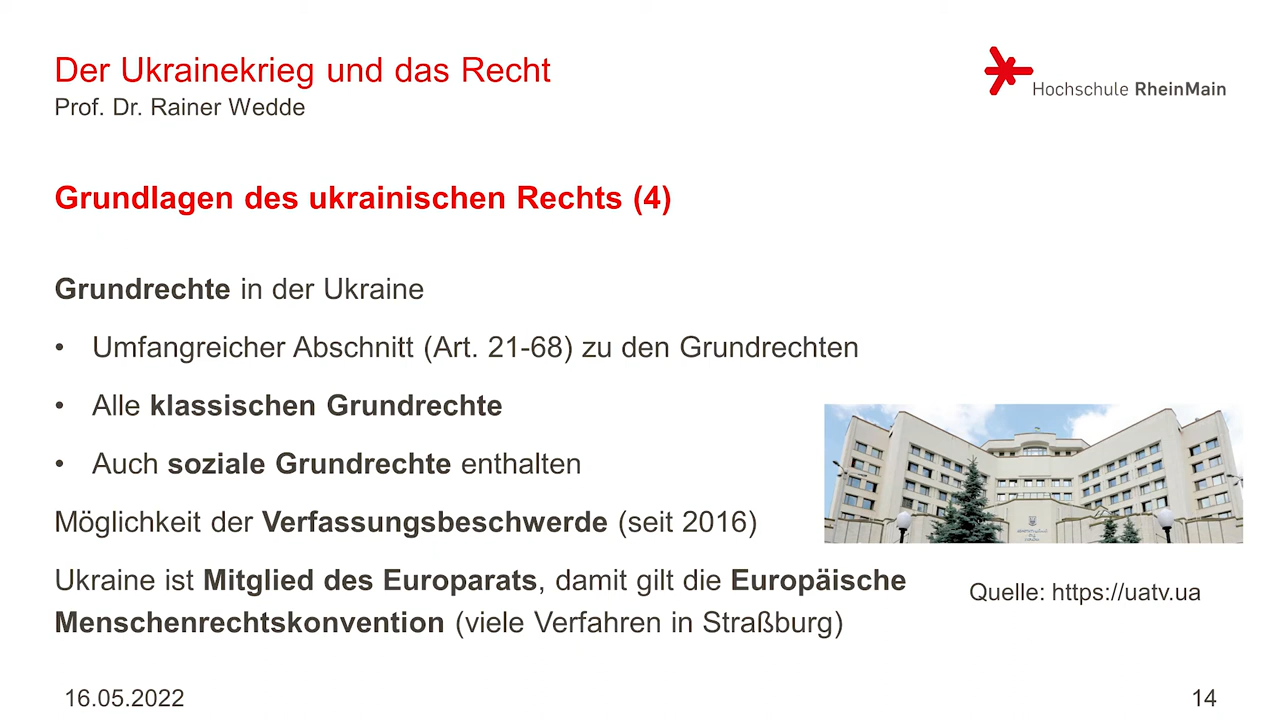 Der Ukrainekrieg und das Recht
Prof. Dr. Rainer Wedde
Hochschule RheinMain
Grundlagen des ukrainischen Rechts (4)
Grundrechte in der Ukraine
• Umfangreicher Abschnitt (Art. 21-68) zu den Grundrechten
• Alle klassischen Grundrechte
• Auch soziale Grundrechte enthalten
Möglichkeit der Verfassungsbeschwerde (seit 2016)
Ukraine ist Mitglied des Europarats, damit gilt die Europäische
Menschenrechtskonvention (viele Verfahren in Straßburg)
Quelle: https://uatv.ua
16.05.2022
14